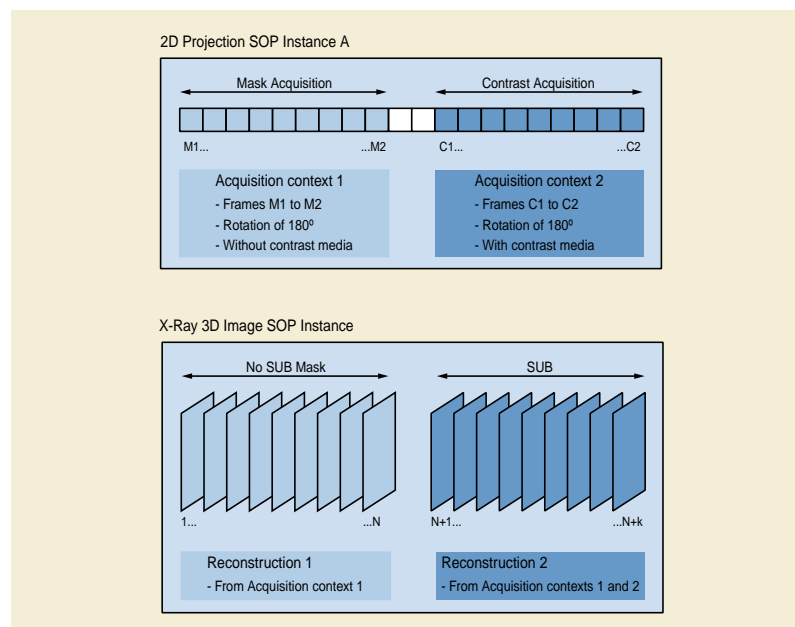 2D Projection SOP Instance A
Mask Acquisition
Contrast Acquisition
M1...
...M2
C1...
...C2
Acquisition context 1
- Frames M1 to M2
- Rotation of 180º
- Without contrast media
Acquisition context 2
- Frames C1 to C2
- Rotation of 180º
- With contrast media
X-Ray 3D Image SOP Instance
No SUB Mask
SUB
1...
...N
N+1...
...N+k
Reconstruction 1
- From Acquisition context 1
Reconstruction 2
- From Acquisition contexts 1 and 2